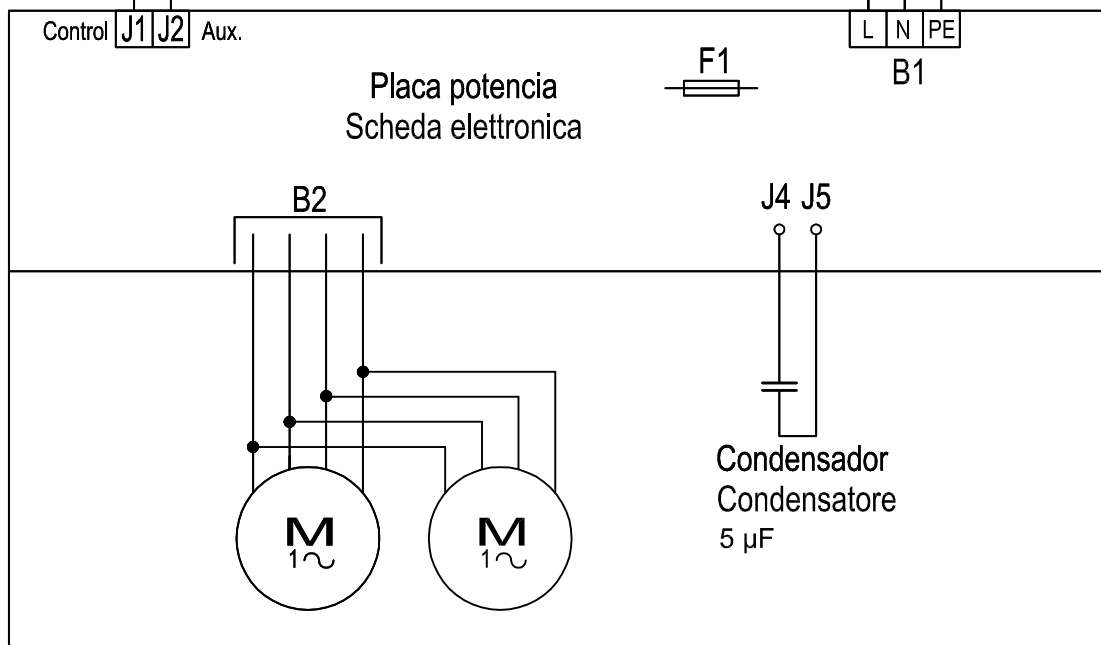 Control J1 J2 Aux.
L N PE
B1
F1
Placa potencia
Scheda elettronica
B2
J4 J5
Condensador
Condensatore
5 µF
M
1~
M
1~